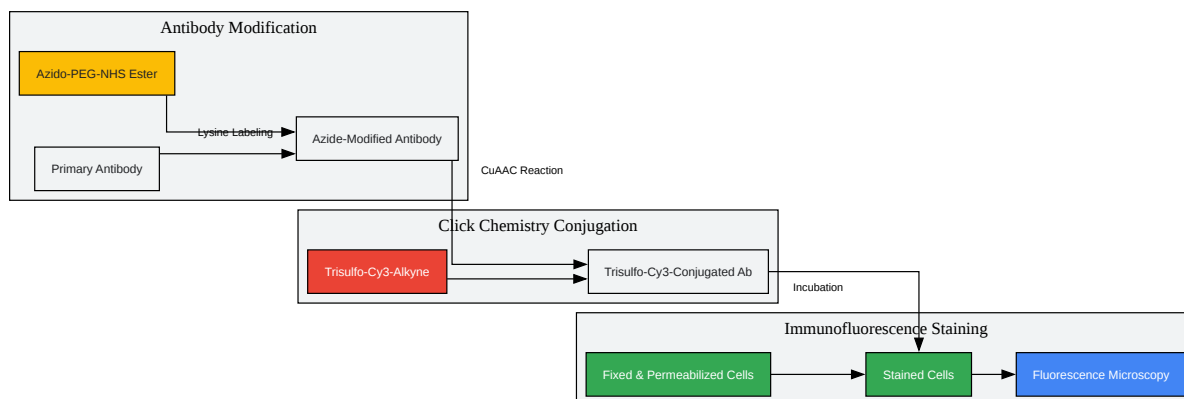 Antibody Modification
Azido-PEG-NHS Ester
Lysine Labeling
Azide-Modified Antibody
Primary Antibody
CuAAC Reaction
Click Chemistry Conjugation
Trisulfo-Cy3-Alkyne
Trisulfo-Cy3-Conjugated Ab
Incubation
Immunofluorescence Staining
Fixed & Permeabilized Cells
Stained Cells
Fluorescence Microscopy